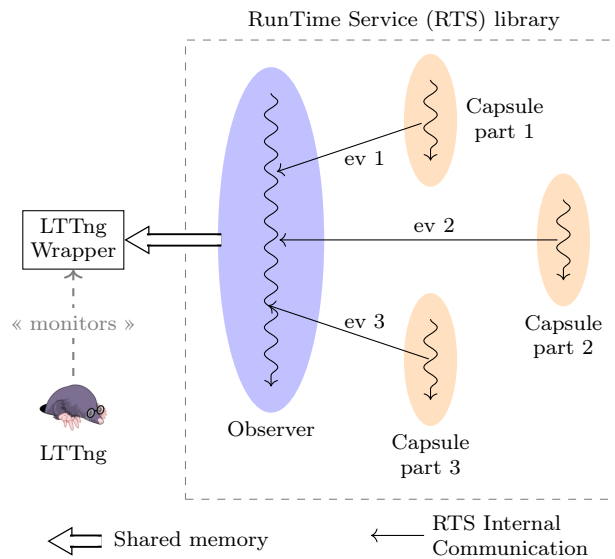 RunTime Service (RTS) library
Capsule
part 1
ev 1
LTTng
Wrapper
ev 2
« monitors »
ev 3
Capsule
part 2
Observer
Capsule
part 3
LTTng
Shared memory
RTS Internal
Communication